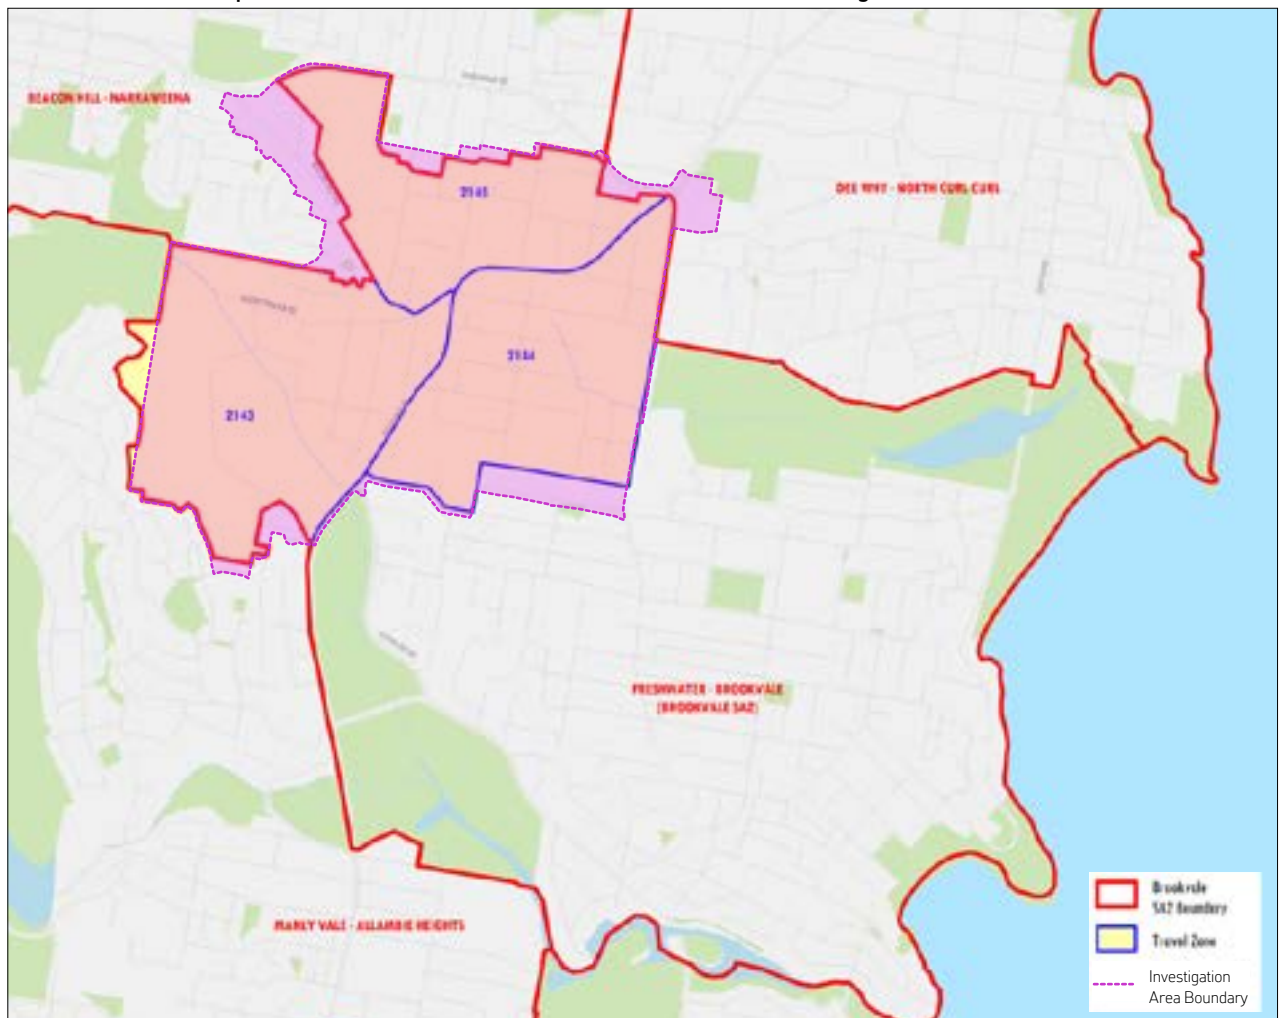 BEACON HILL - NARRAWEENA
DEE WHY - NORTH CURL CURL
2145
2144
2143
FRESHWATER - BROOKVALE
(BROOKVALE SA2)
MANLY VALE - ALLAMBIE HEIGHTS
Brookvale
SA2 Boundary
Travel Zone
Investigation
Area Boundary